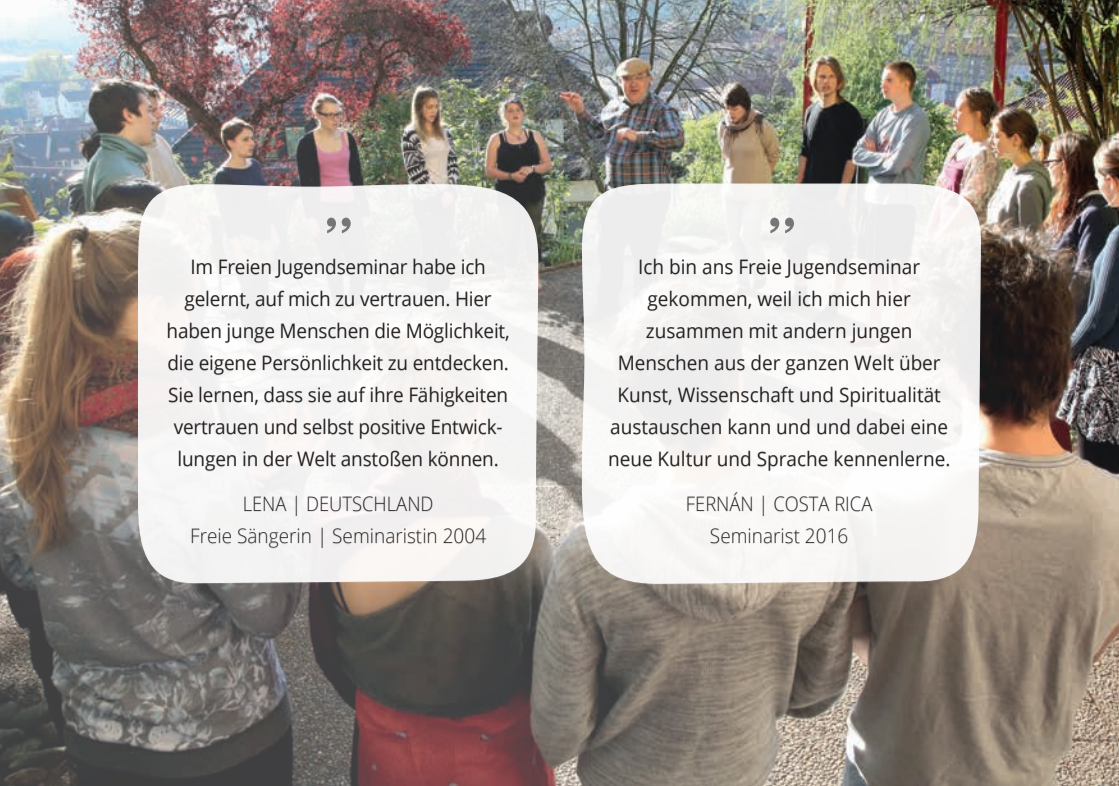 ”
Im Freien Jugendseminar habe ich
gelernt, auf mich zu vertrauen. Hier
haben junge Menschen die Möglichkeit,
die eigene Persönlichkeit zu entdecken.
Sie lernen, dass sie auf ihre Fähigkeiten
vertrauen und selbst positive Entwick-
lungen in der Welt anstoßen können.
LENA | DEUTSCHLAND
Freie Sängerin | Seminaristin 2004
”
Ich bin ans Freie Jugendseminar
gekommen, weil ich mich hier
zusammen mit andern jungen
Menschen aus der ganzen Welt über
Kunst, Wissenschaft und Spiritualität
austauschen kann und und dabei eine
neue Kultur und Sprache kennenlerne.
FERNÁN | COSTA RICA
Seminarist 2016